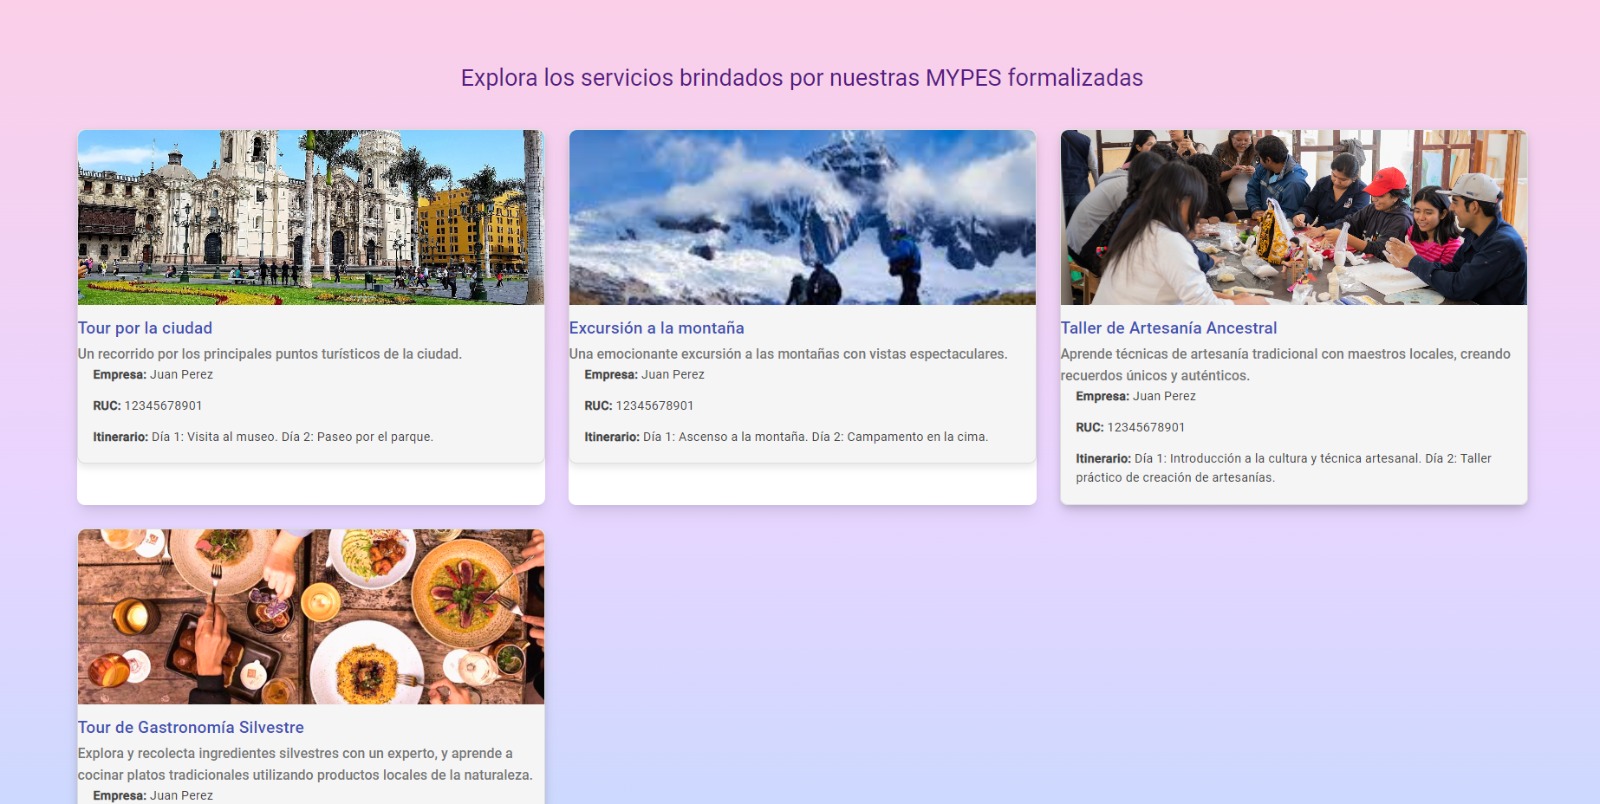 Explora los servicios brindados por nuestras MYPES formalizadas
Tour por la ciudad
Un recorrido por los principales puntos turísticos de la ciudad.
Empresa: Juan Perez
RUC: 12345678901
Itinerario: Día 1: Visita al museo. Día 2: Paseo por el parque.
Excursión a la montaña
Una emocionante excursión a las montañas con vistas espectaculares.
Empresa: Juan Perez
RUC: 12345678901
Itinerario: Día 1: Ascenso a la montaña. Día 2: Campamento en la cima.
Taller de Artesanía Ancestral
Aprende técnicas de artesanía tradicional con maestros locales, creando
recuerdos únicos y auténticos.
Empresa: Juan Perez
RUC: 12345678901
Itinerario: Día 1: Introducción a la cultura y técnica artesanal. Día 2: Taller
práctico de creación de artesanías.
Tour de Gastronomía Silvestre
Explora y recolecta ingredientes silvestres con un experto, y aprende a
cocinar platos tradicionales utilizando productos locales de la naturaleza.
Empresa: Juan Perez